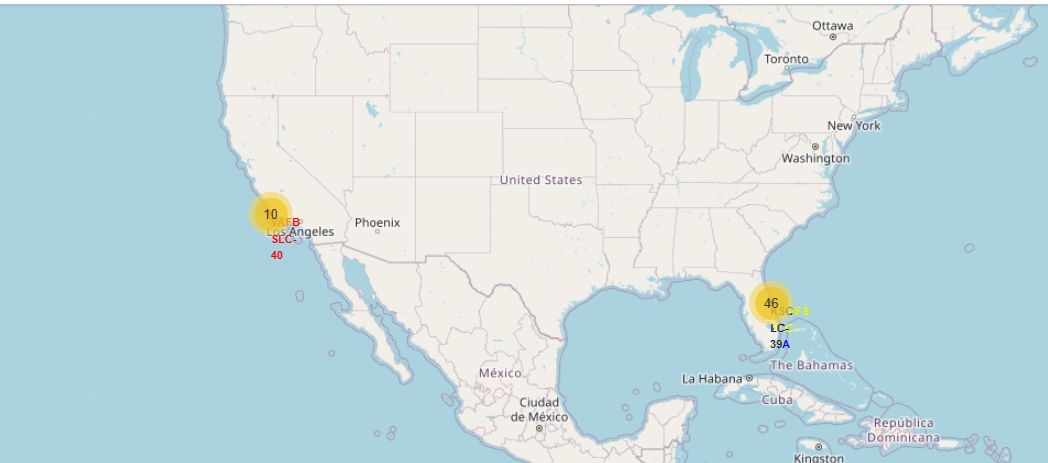 Ottawa
Toronto
New York
Washington
United States
10
VAFB
Los Angeles
SLC-
40
Phoenix
46
LC-
39A
The Bahamas
México
La Habana
Cuba
Ciudad
de México
República
Dominicana
Kingston